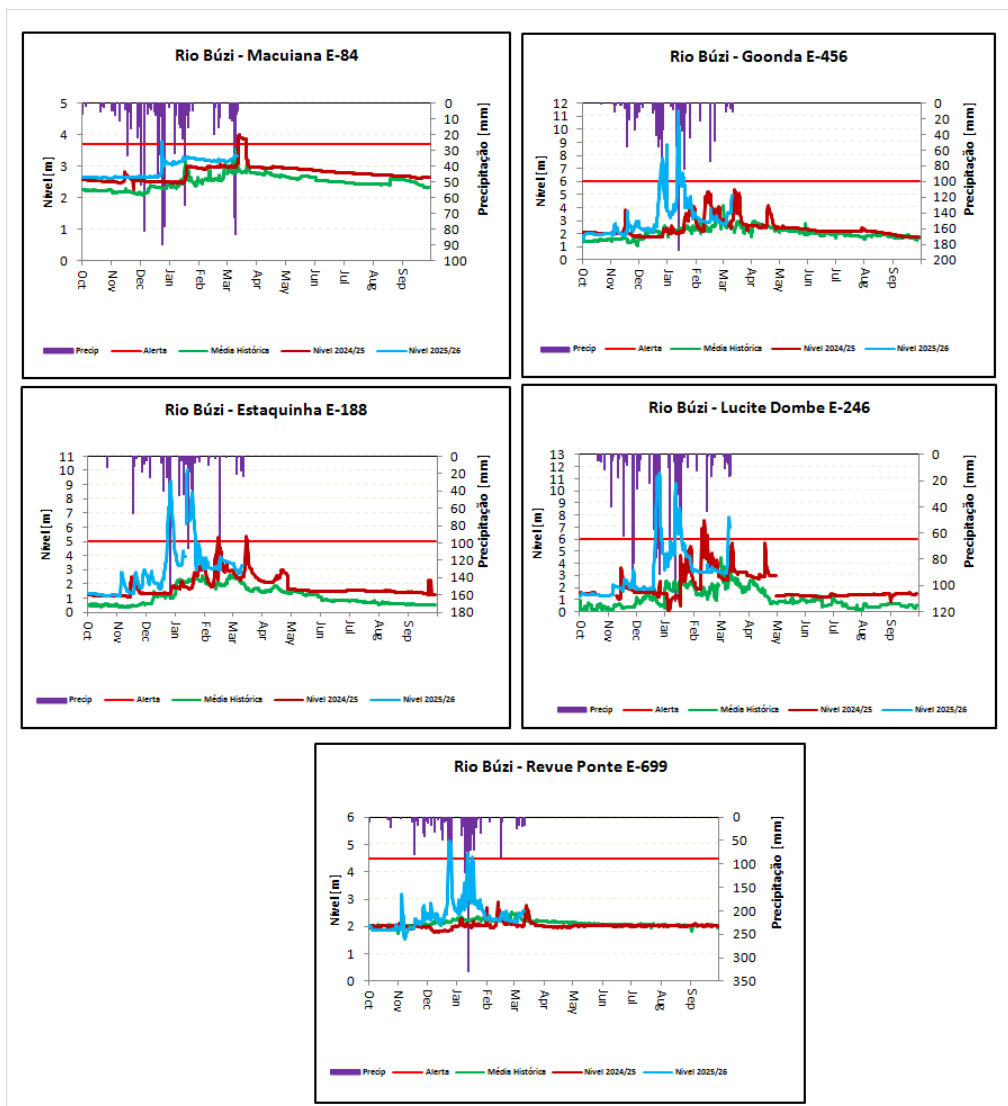 Rio Búzi - Macuiana E-84
Nível [m]
5
4
3
2
1
0
0
10
20
30
40
50
60
70
80
90
100
Precipitação [mm]
Oct
Nov
Dec
Jan
Feb
Mar
Apr
May
Jun
Jul
Aug
Sep
Precip Alerta Média Histórica Nivel 2024/25 Nivel 2025/26
Rio Búzi - Goonda E-456
Nível [m]
12
11
10
9
8
7
6
5
4
3
2
1
0
0
20
40
60
80
100
120
140
160
180
200
Precipitação [mm]
Oct
Nov
Dec
Jan
Feb
Mar
Apr
May
Jun
Jul
Aug
Sep
Precip Alerta Média Histórica Nivel 2024/25 Nivel 2025/26
Rio Búzi - Estaquinha E-188
Nível [m]
11
10
9
8
7
6
5
4
3
2
1
0
0
20
40
60
80
100
120
140
160
180
Precipitação [mm]
Oct
Nov
Dec
Jan
Feb
Mar
Apr
May
Jun
Jul
Aug
Sep
Precip Alerta Média Histórica Nivel 2024/25 Nivel 2025/26
Rio Búzi - Lucite Dombe E-246
Nível [m]
13
12
11
10
9
8
7
6
5
4
3
2
1
0
0
20
40
60
80
100
120
Precipitação [mm]
Oct
Nov
Dec
Jan
Feb
Mar
Apr
May
Jun
Jul
Aug
Sep
Precip Alerta Média Histórica Nivel 2024/25 Nivel 2025/26
Rio Búzi - Revue Ponte E-699
Nível [m]
6
5
4
3
2
1
0
0
50
100
150
200
250
300
350
Precipitação [mm]
Oct
Nov
Dec
Jan
Feb
Mar
Apr
May
Jun
Jul
Aug
Sep
Precip Alerta Média Histórica Nivel 2024/25 Nivel 2025/26